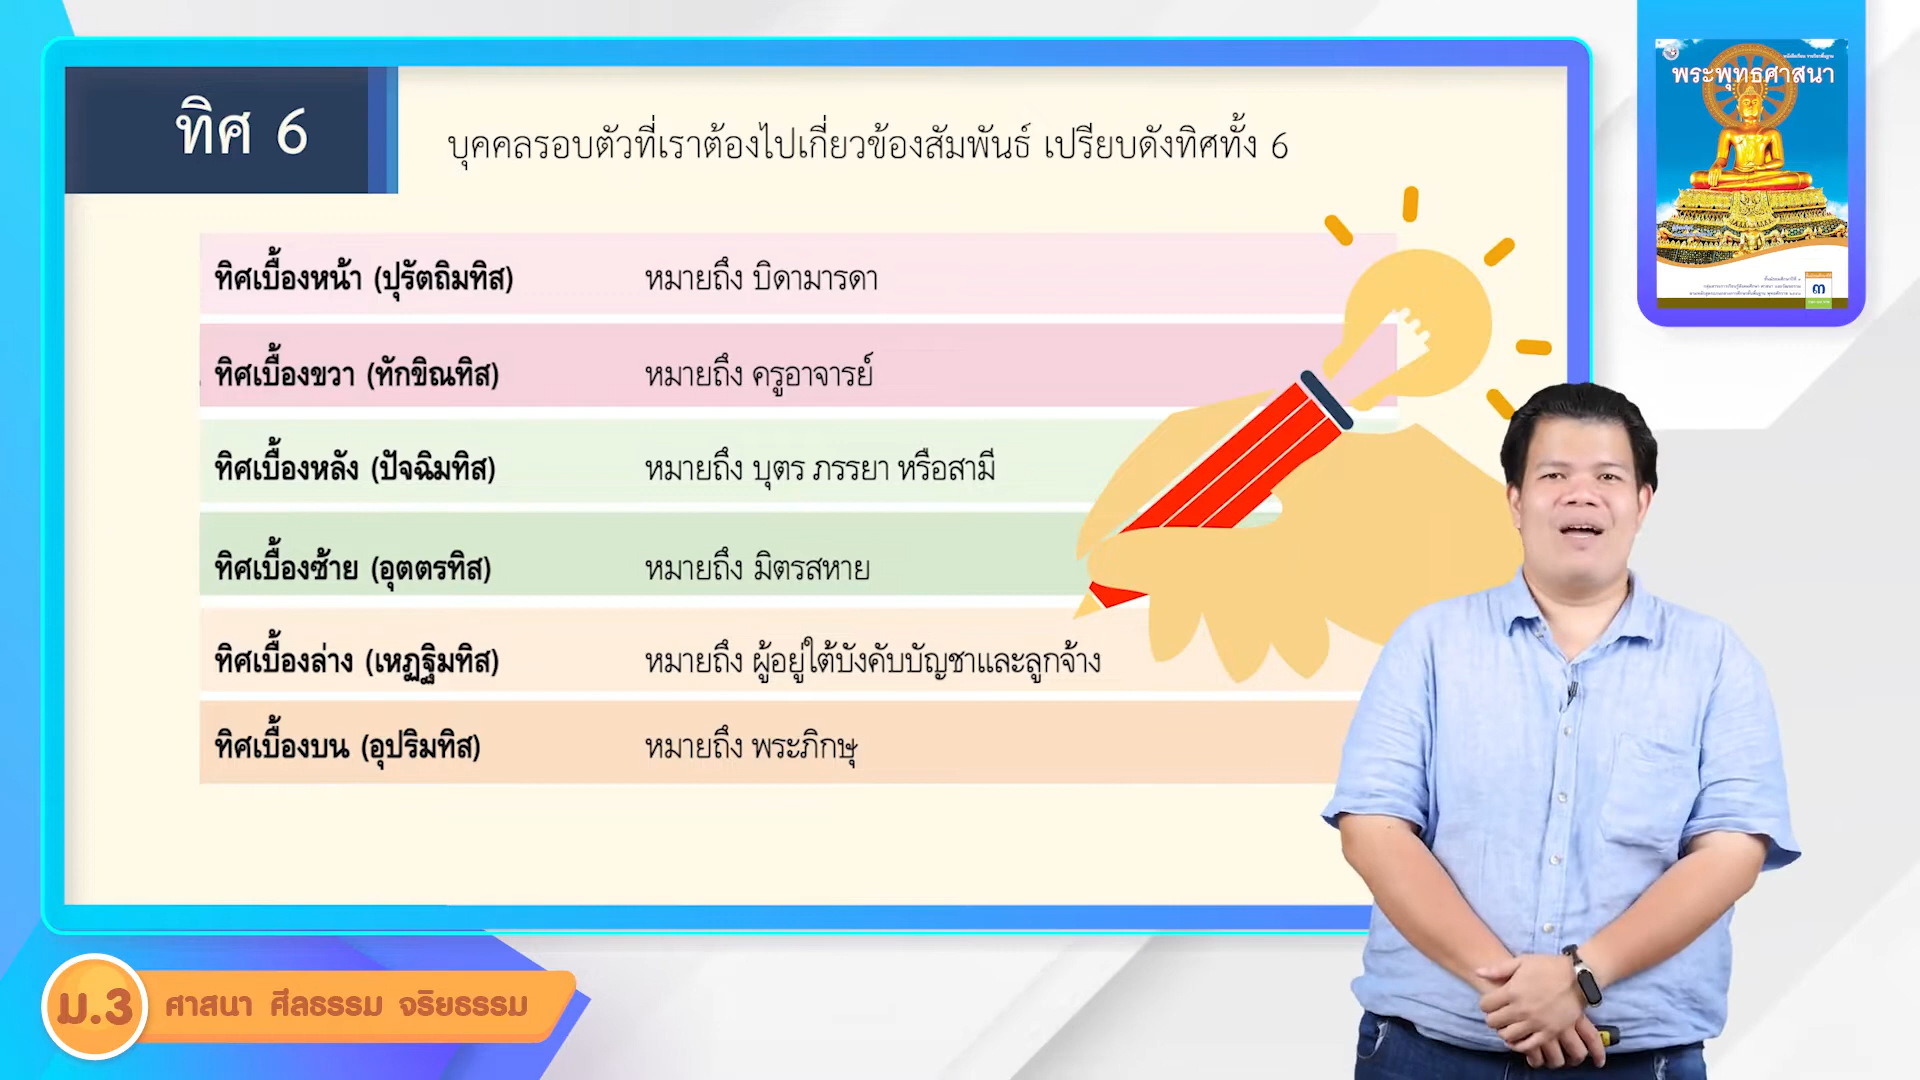 ทิศ 6
บุคคลรอบตัวที่เราต้องไปเกี่ยวข้องสัมพันธ์ เปรียบดังทิศทั้ง 6
ทิศเบื้องหน้า (ปุรัตถิมทิส) หมายถึง บิดามารดา
ทิศเบื้องขวา (ทักขิณทิส) หมายถึง ครูอาจารย์
ทิศเบื้องหลัง (ปัจฉิมทิส) หมายถึง บุตร ภรรยา หรือสามี
ทิศเบื้องซ้าย (อุตตรทิส) หมายถึง มิตรสหาย
ทิศเบื้องล่าง (เหฏฐิมทิส) หมายถึง ผู้อยู่ใต้บังคับบัญชาและลูกจ้าง
ทิศเบื้องบน (อุปริมทิส) หมายถึง พระภิกษุ
พระพุทธศาสนา
๓
ม.3 ศาสนา ศีลธรรม จริยธรรม